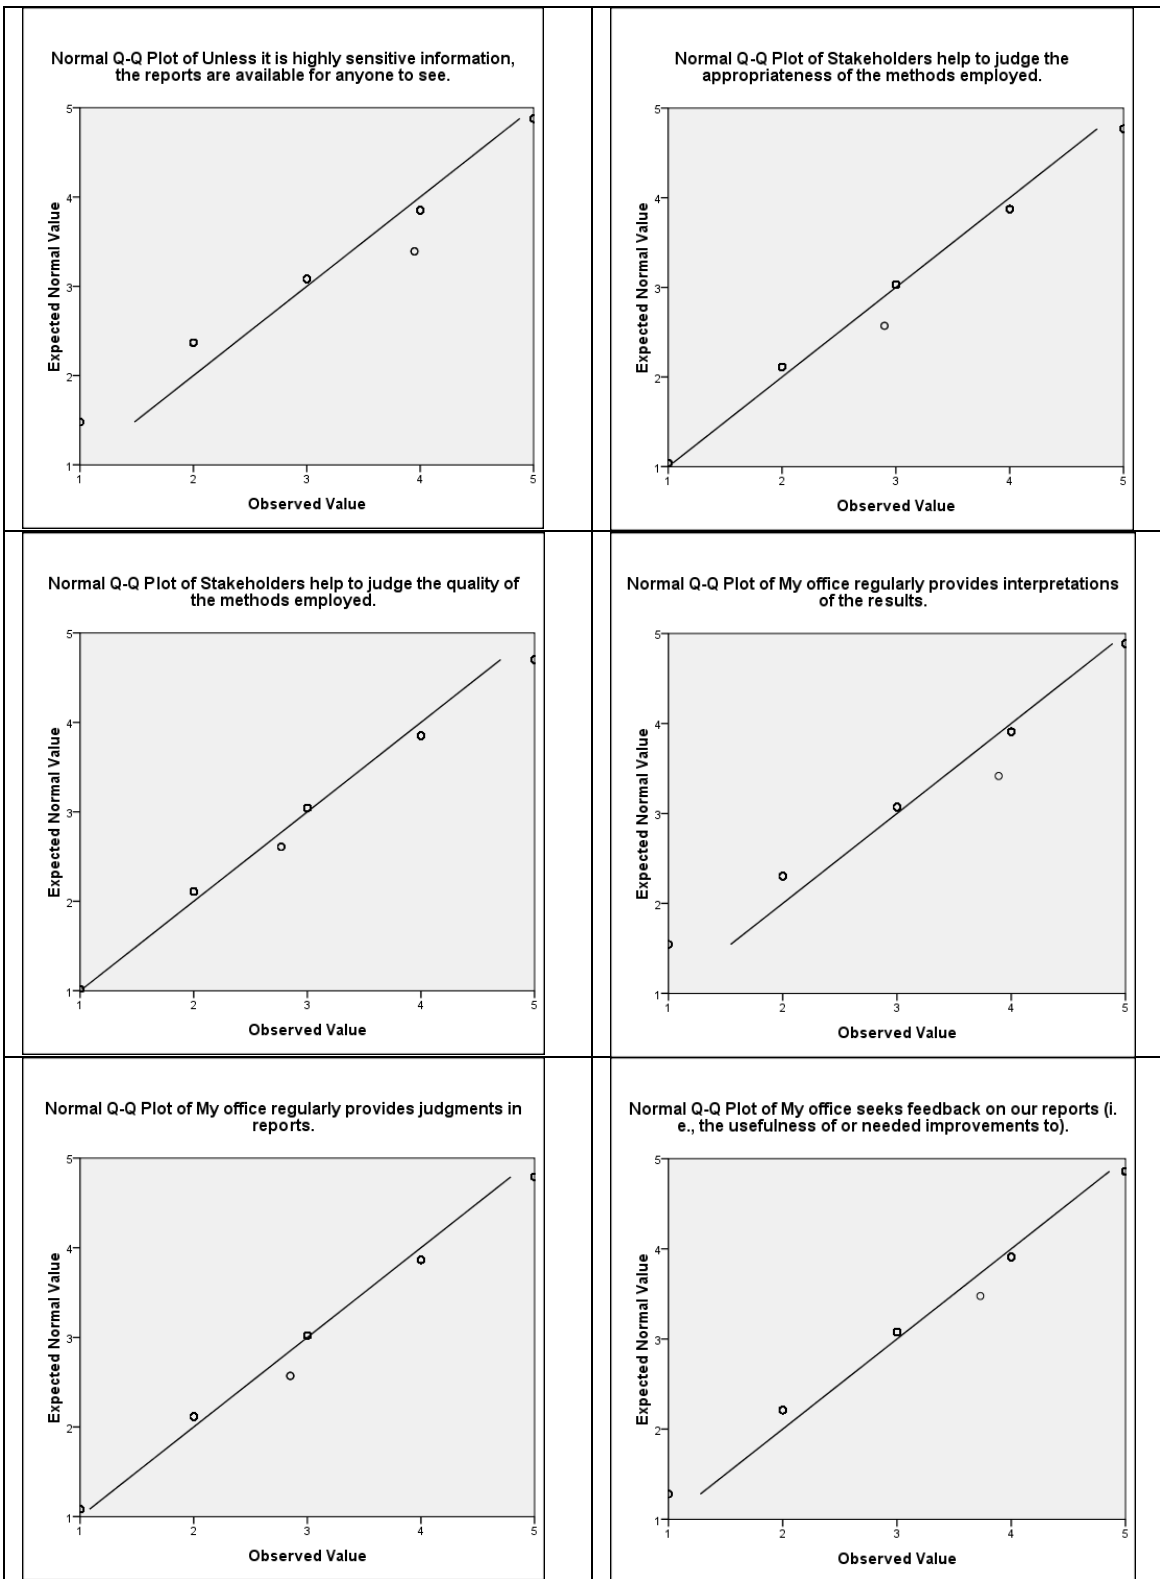 Normal Q-Q Plot of Unless it is highly sensitive information,
the reports are available for anyone to see.
5
4
3
2
1
Expected Normal Value
1 2 3 4 5
Observed Value
Normal Q-Q Plot of Stakeholders help to judge the
appropriateness of the methods employed.
5
4
3
2
1
Expected Normal Value
1 2 3 4 5
Observed Value
Normal Q-Q Plot of Stakeholders help to judge the quality of
the methods employed.
5
4
3
2
1
Expected Normal Value
1 2 3 4 5
Observed Value
Normal Q-Q Plot of My office regularly provides interpretations
of the results.
5
4
3
2
1
Expected Normal Value
1 2 3 4 5
Observed Value
Normal Q-Q Plot of My office regularly provides judgments in
reports.
5
4
3
2
1
Expected Normal Value
1 2 3 4 5
Observed Value
Normal Q-Q Plot of My office seeks feedback on our reports (i.
e., the usefulness of or needed improvements to).
5
4
3
2
1
Expected Normal Value
1 2 3 4 5
Observed Value